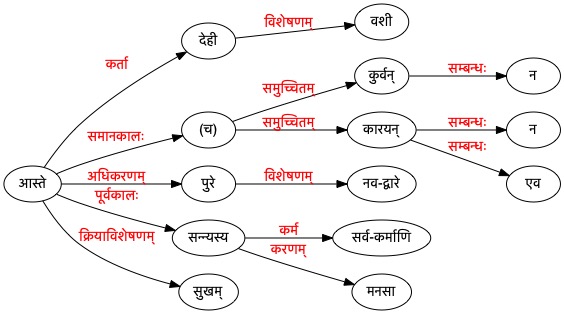 विशेषणम्
वशी
देही
कर्ता
कुर्वन्
सम्बन्धः
न
समुच्चितम्
समानकालः
(च)
समुच्चितम्
कारयन्
सम्बन्धः
न
सम्बन्धः
आस्ते
अधिकरणम्
पुरे
विशेषणम्
नव-द्वारे
एव
पूर्वकालः
सन्न्यस्य
कर्म
सर्व-कर्माणि
क्रियाविशेषणम्
करणम्
सुखम्
मनसा